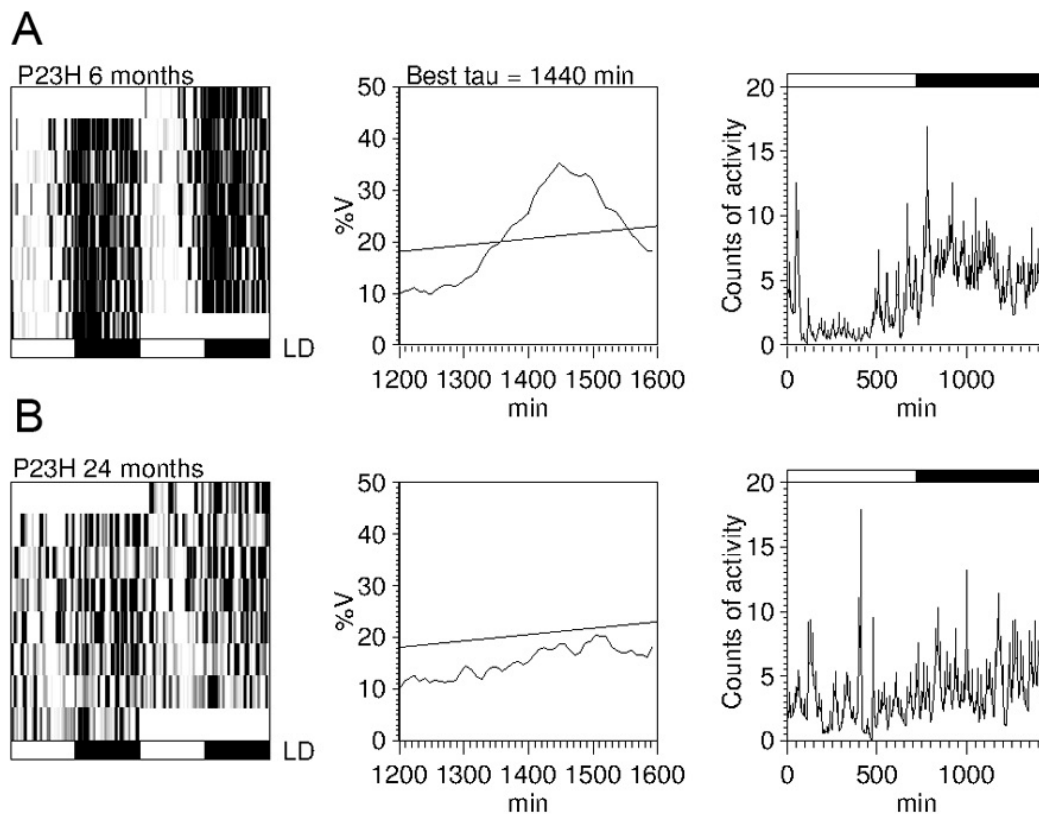 A
P23H 6 months
LD
Best tau = 1440 min
50
40
30
20
10
0
%V
1200 1300 1400 1500 1600
min
20
15
10
5
0
Counts of activity
0 500 1000
min
B
P23H 24 months
LD
50
40
30
20
10
0
%V
1200 1300 1400 1500 1600
min
20
15
10
5
0
Counts of activity
0 500 1000
min